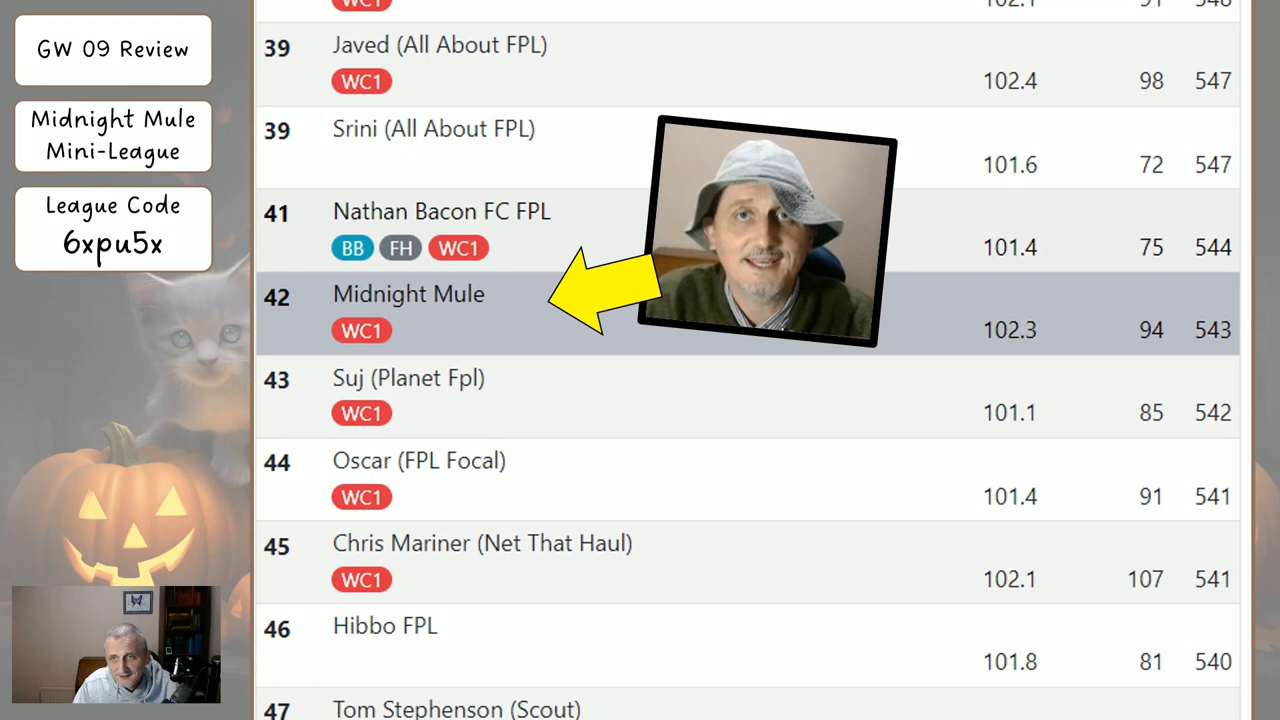 GW 09 Review
Midnight Mule
Mini-League
League Code
6xpu5x
WC1
39 Javed (All About FPL)
WC1 102.4 98 547
39 Srini (All About FPL)
101.6 72 547
41 Nathan Bacon FC FPL
BB FH WC1 101.4 75 544
42 Midnight Mule
WC1 102.3 94 543
43 Suj (Planet Fpl)
WC1 101.1 85 542
44 Oscar (FPL Focal)
WC1 101.4 91 541
45 Chris Mariner (Net That Haul)
WC1 102.1 107 541
46 Hibbo FPL
101.8 81 540
47 Tom Stephenson (Scout)